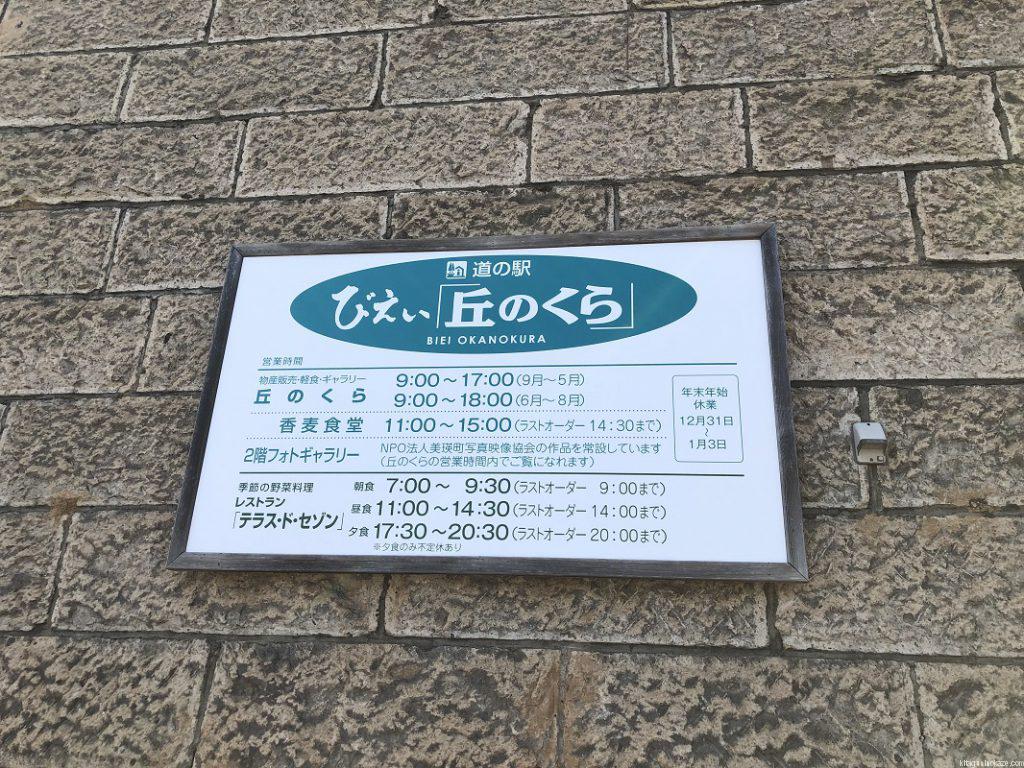 道の駅
びえい「丘のくら」
BIEI OKANOKURA
営業時間
物産販売・軽食・ギャラリー 9:00～17:00(9月～5月)
丘のくら 9:00～18:00(6月～8月)
香麦食堂 11:00～15:00(ラストオーダー 14:30まで)
2階フォトギャラリー NPO法人美瑛町写真映像協会の作品を常設しています
(丘のくらの営業時間内でご覧になれます)
年末年始
休業
12月31日
～
1月3日
季節の野菜料理 朝食 7:00～9:30(ラストオーダー 9:00まで)
レストラン
「テラス・ド・セゾン」 昼食 11:00～14:30(ラストオーダー 14:00まで)
夕食 17:30～20:30(ラストオーダー 20:00まで)
※夕食のみ不定休あり